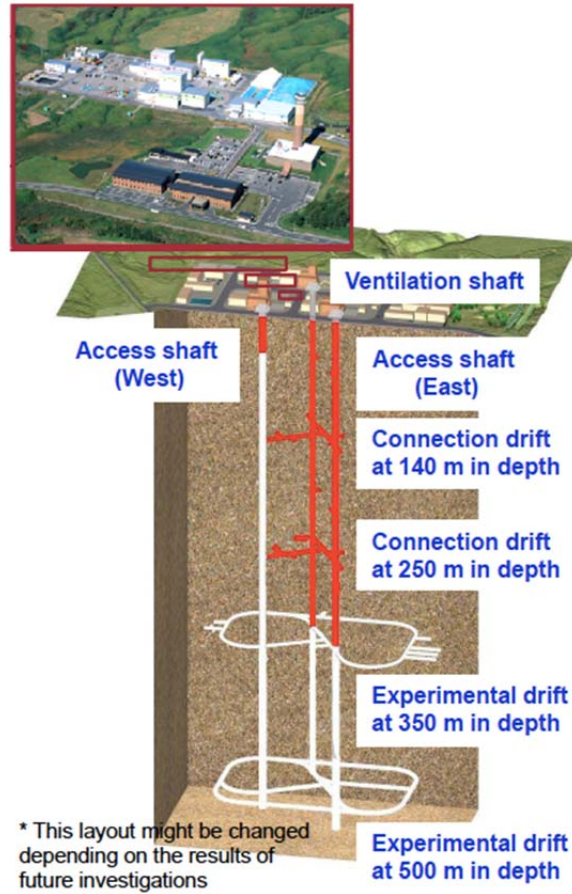 Ventilation shaft
Access shaft
(West)
Access shaft
(East)
Connection drift
at 140 m in depth
Connection drift
at 250 m in depth
Experimental drift
at 350 m in depth
* This layout might be changed
depending on the results of
future investigations
Experimental drift
at 500 m in depth